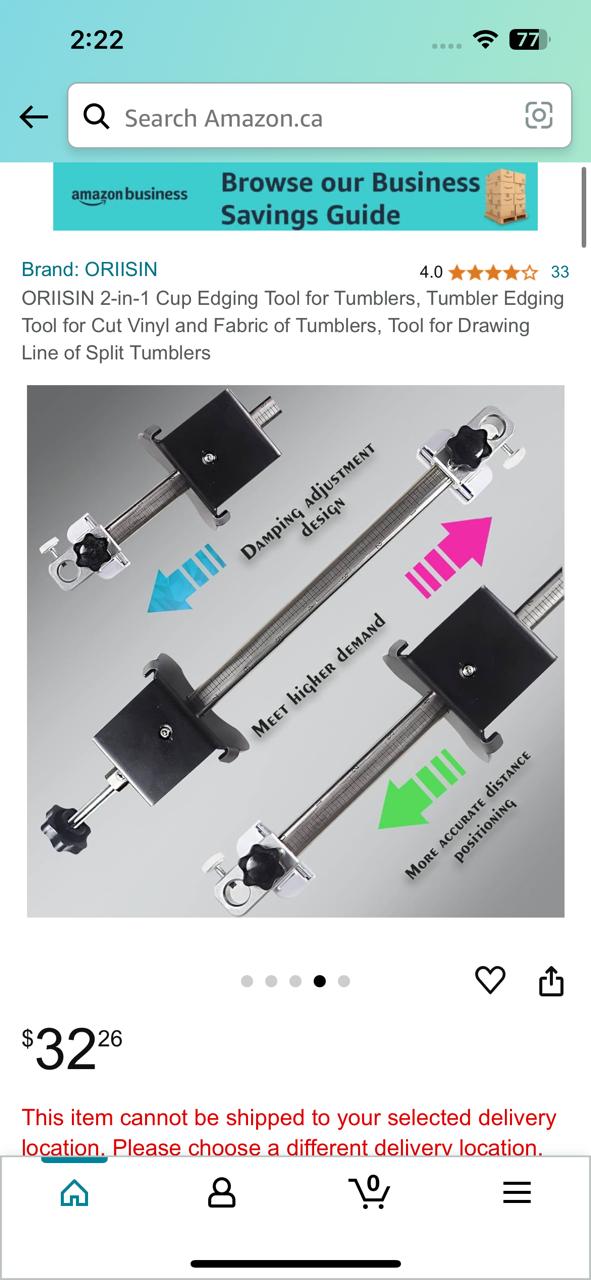 2:22
77
Search Amazon.ca
amazon business
Browse our Business
Savings Guide
Brand: ORIISIN
4.0 33
ORIISIN 2-in-1 Cup Edging Tool for Tumblers, Tumbler Edging
Tool for Cut Vinyl and Fabric of Tumblers, Tool for Drawing
Line of Split Tumblers
Damping adjustment
design
Meet higher demand
More accurate distance
positioning
$32 26
This item cannot be shipped to your selected delivery
location. Please choose a different delivery location.
0